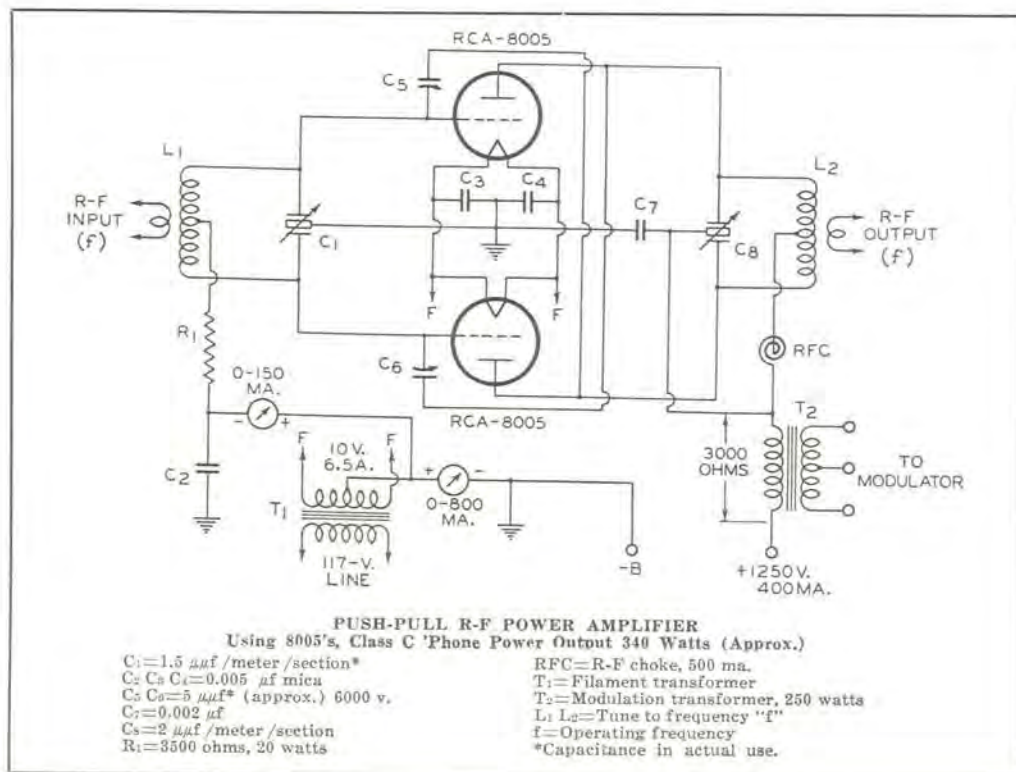 RCA-8005
C5
L1
L2
C3 C4
C7
R-F
INPUT
(f)
C1
C8
R-F
OUTPUT
(f)
F F
R1
RFC
C6
0-150
MA.
- +
RCA-8005
T2
F 10V. F
6.5A.
3000
OHMS
TO
MODULATOR
C2
+ -
T1
0-800
MA.
117-V.
LINE
-B
+1250V.
400MA.
PUSH-PULL R-F POWER AMPLIFIER
Using 8005's, Class C 'Phone Power Output 340 Watts (Approx.)
C1=1.5 μμf/meter/section*
C2 C3 C4=0.005 μf mica
C5 C6=5 μμf* (approx.) 6000 v.
C7=0.002 μf
C8=2 μμf/meter/section
R1=3500 ohms, 20 watts
RFC=R-F choke, 500 ma.
T1=Filament transformer
T2=Modulation transformer, 250 watts
L1 L2=Tune to frequency "f"
f=Operating frequency
*Capacitance in actual use.